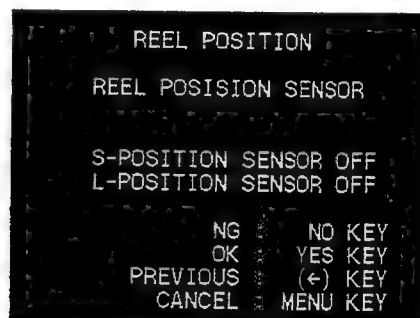 REEL POSITION
REEL POSISION SENSOR
S-POSITION SENSOR OFF
L-POSITION SENSOR OFF
NG : NO KEY
OK : YES KEY
PREVIOUS : (←) KEY
CANCEL : MENU KEY